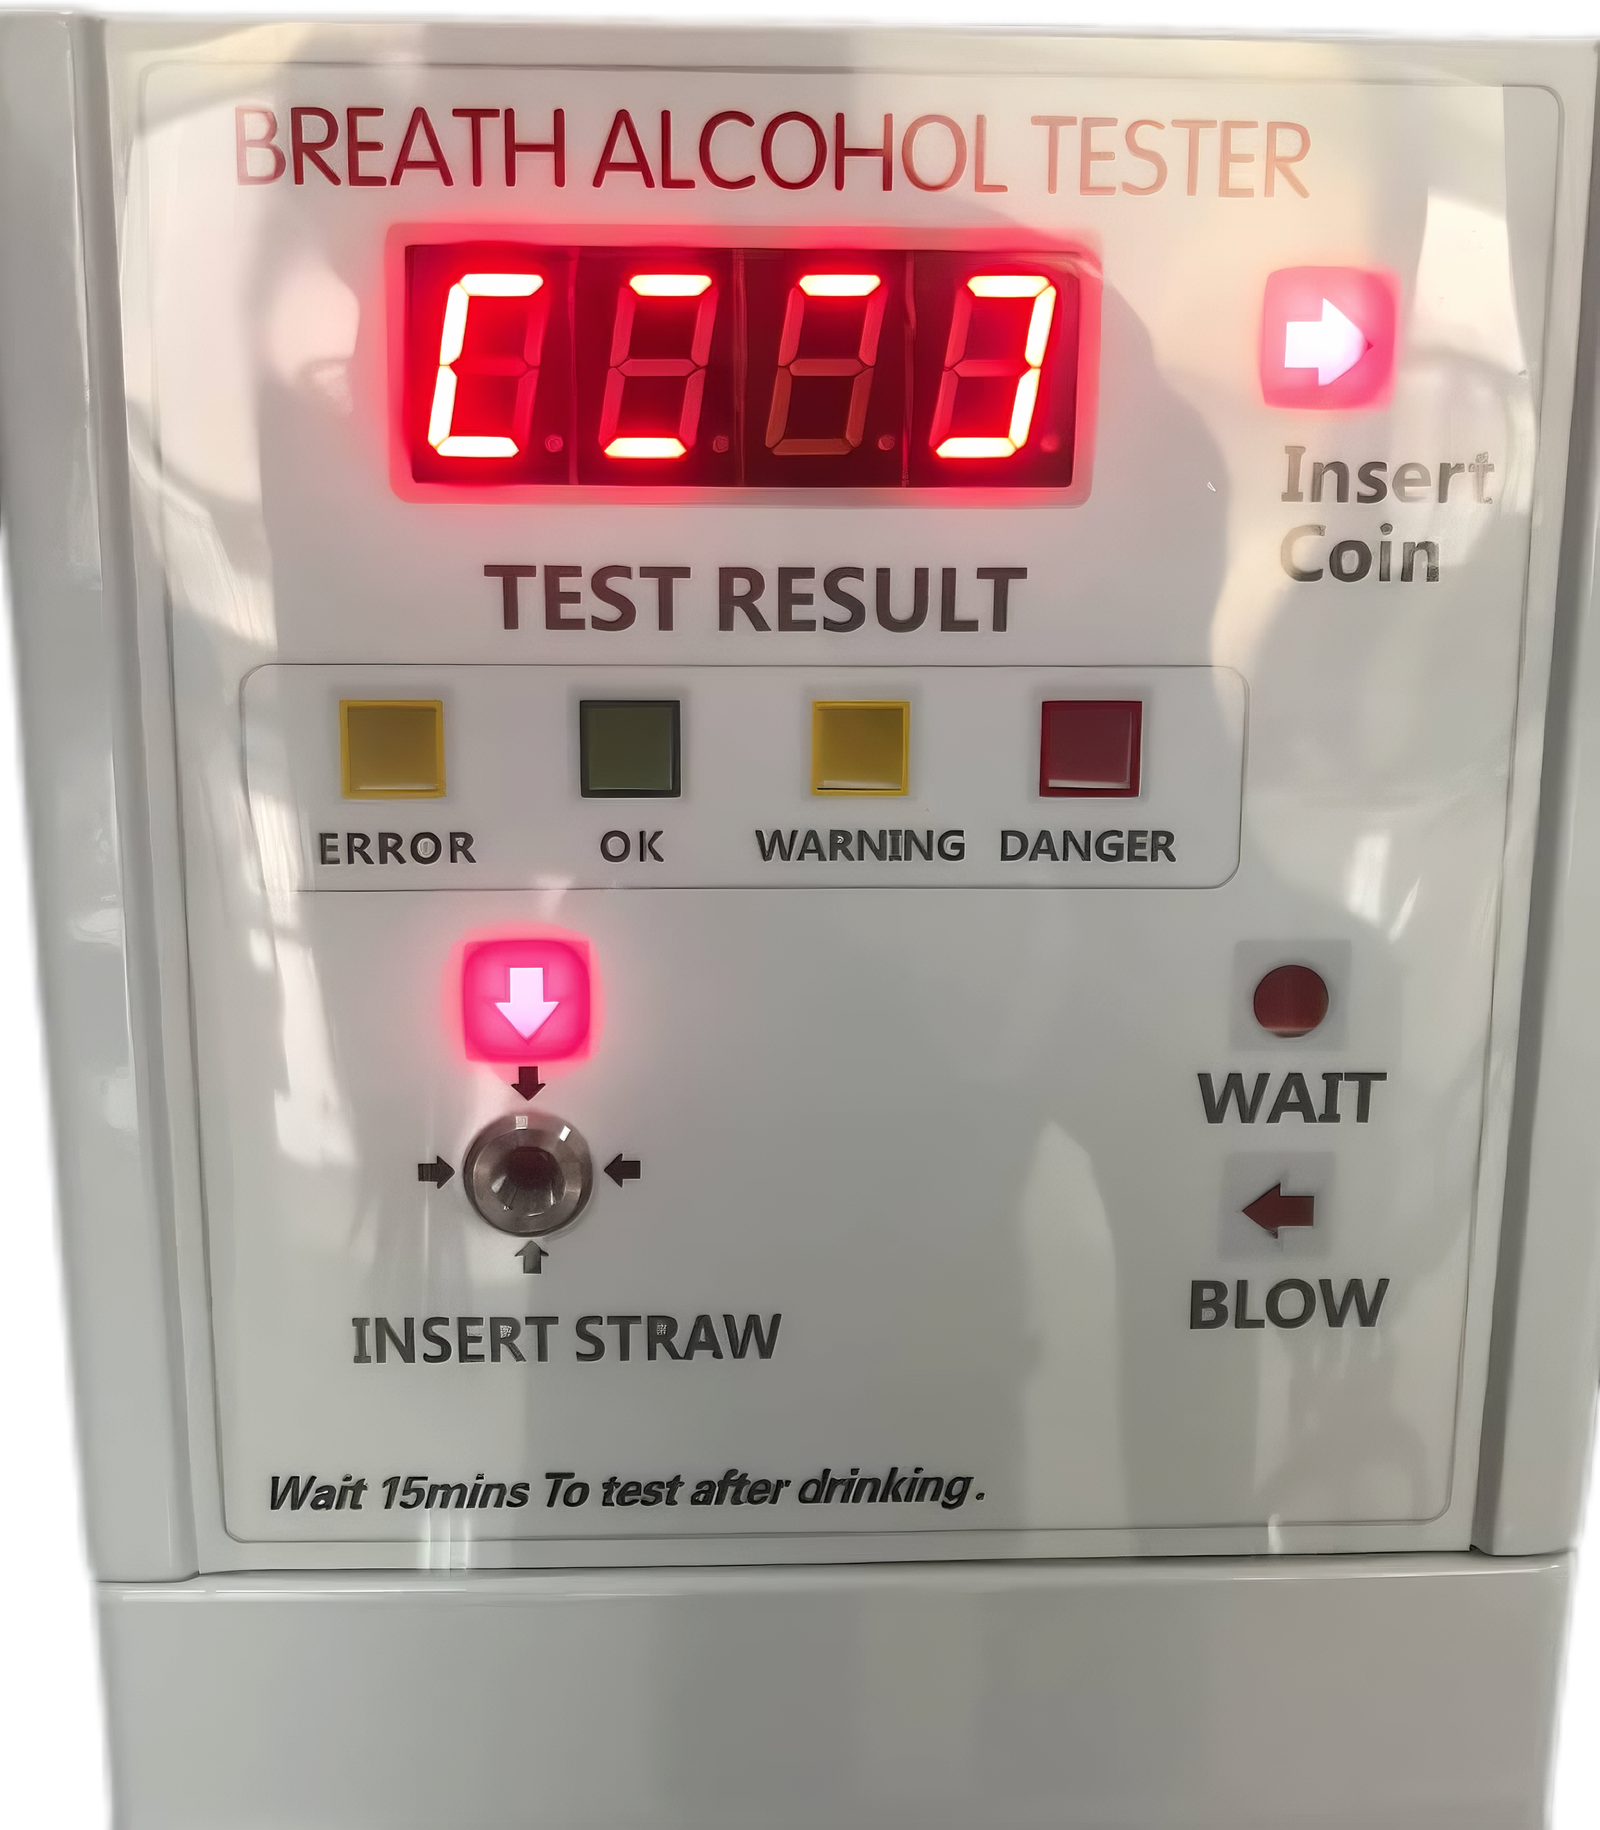 BREATH ALCOHOL TESTER
Insert
Coin
TEST RESULT
ERROR OK WARNING DANGER
WAIT
BLOW
INSERT STRAW
Wait 15mins To test after drinking.